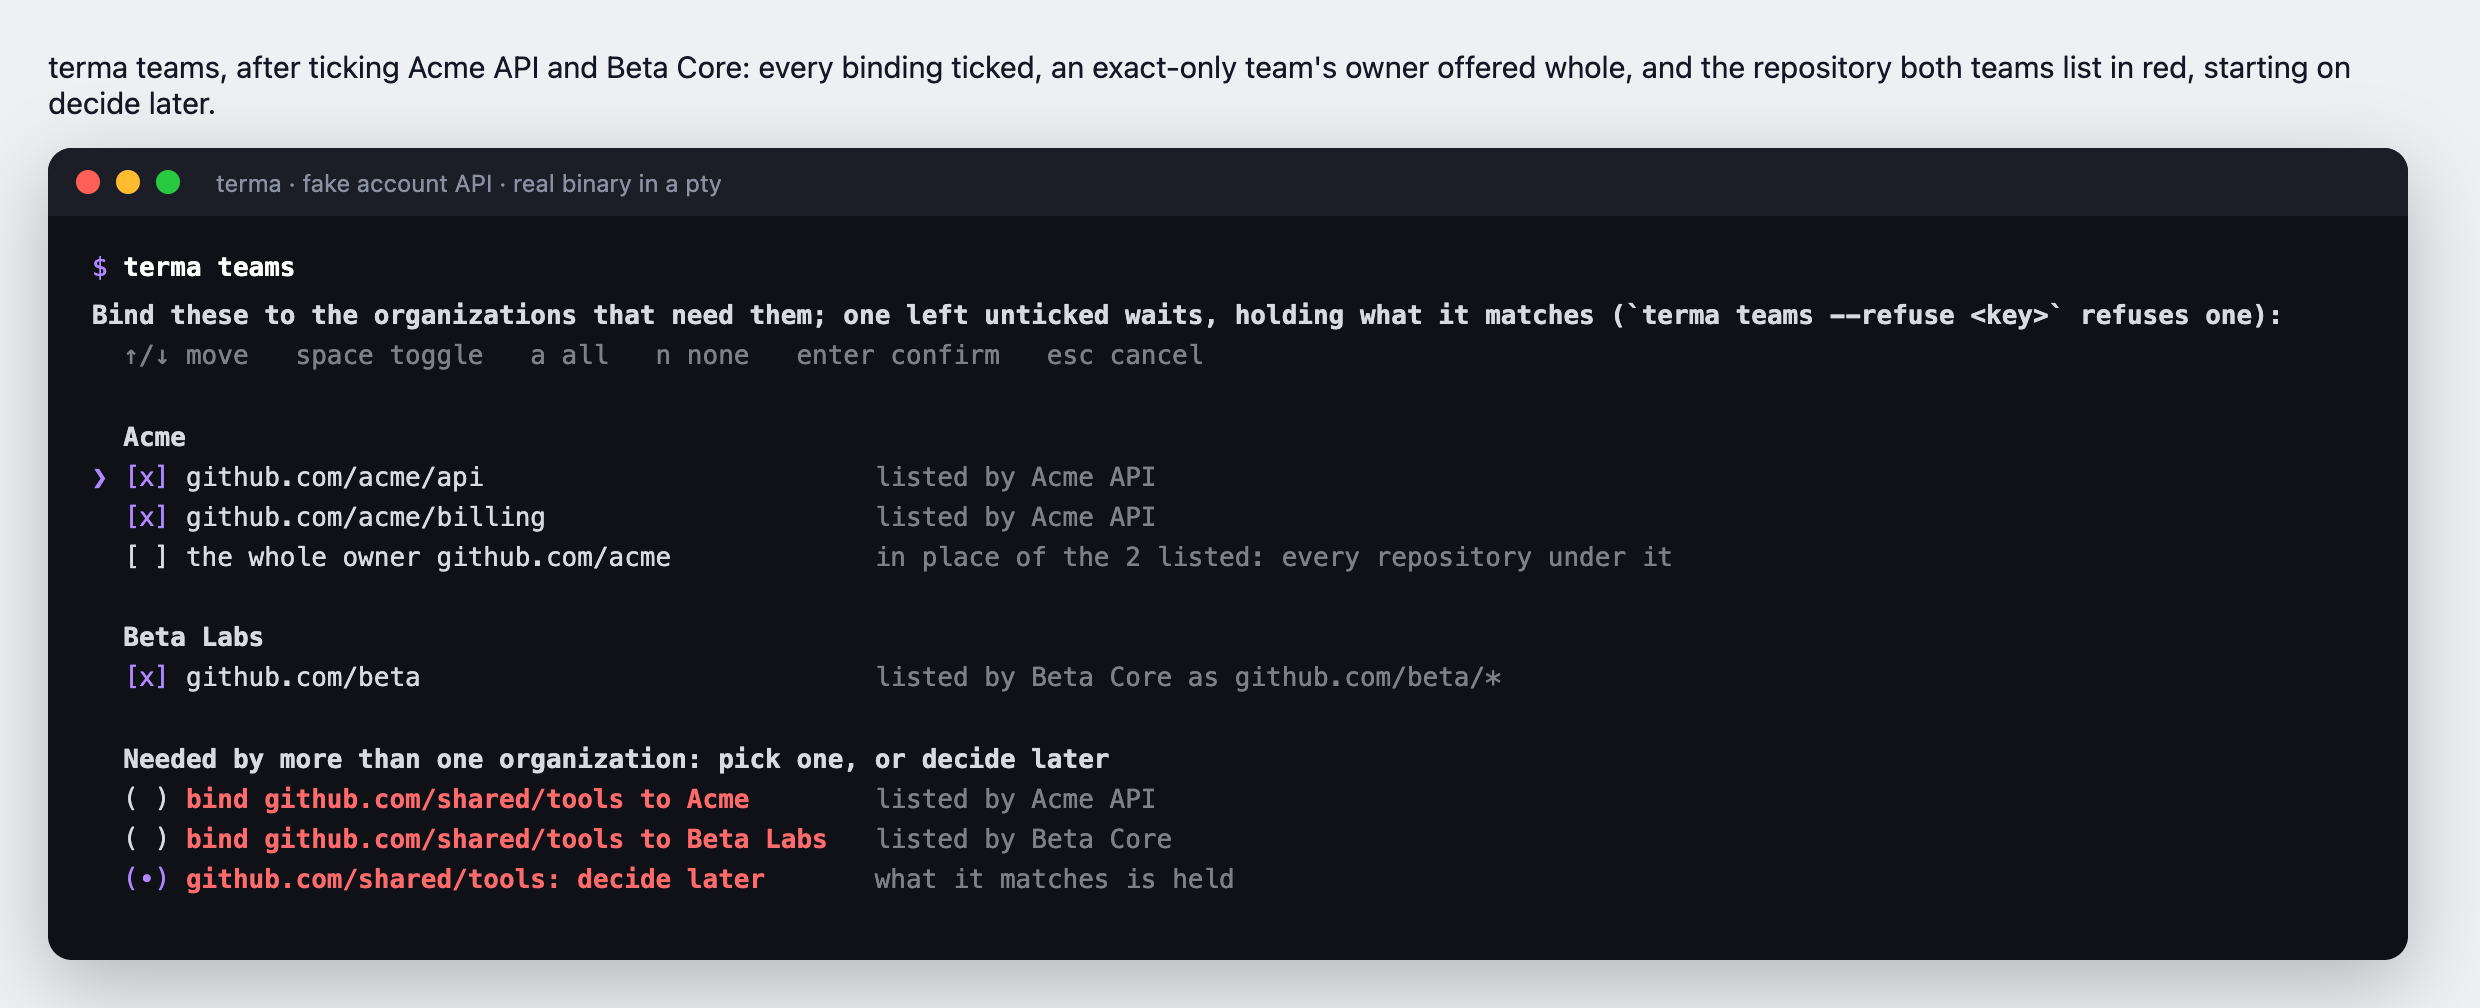 terma teams, after ticking Acme API and Beta Core: every binding ticked, an exact-only team's owner offered whole, and the repository both teams list in red, starting on
decide later.
terma · fake account API · real binary in a pty
$ terma teams
Bind these to the organizations that need them; one left unticked waits, holding what it matches (`terma teams --refuse <key>` refuses one):
↑/↓ move   space toggle   a all   n none   enter confirm   esc cancel
Acme
❯ [x] github.com/acme/api   listed by Acme API
[x] github.com/acme/billing   listed by Acme API
[ ] the whole owner github.com/acme   in place of the 2 listed: every repository under it
Beta Labs
[x] github.com/beta   listed by Beta Core as github.com/beta/*
Needed by more than one organization: pick one, or decide later
( ) bind github.com/shared/tools to Acme   listed by Acme API
( ) bind github.com/shared/tools to Beta Labs   listed by Beta Core
(•) github.com/shared/tools: decide later   what it matches is held